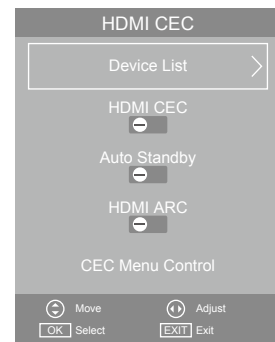 HDMI CEC
Device List
HDMI CEC
Auto Standby
HDMI ARC
CEC Menu Control
Move Adjust
OK Select EXIT Exit